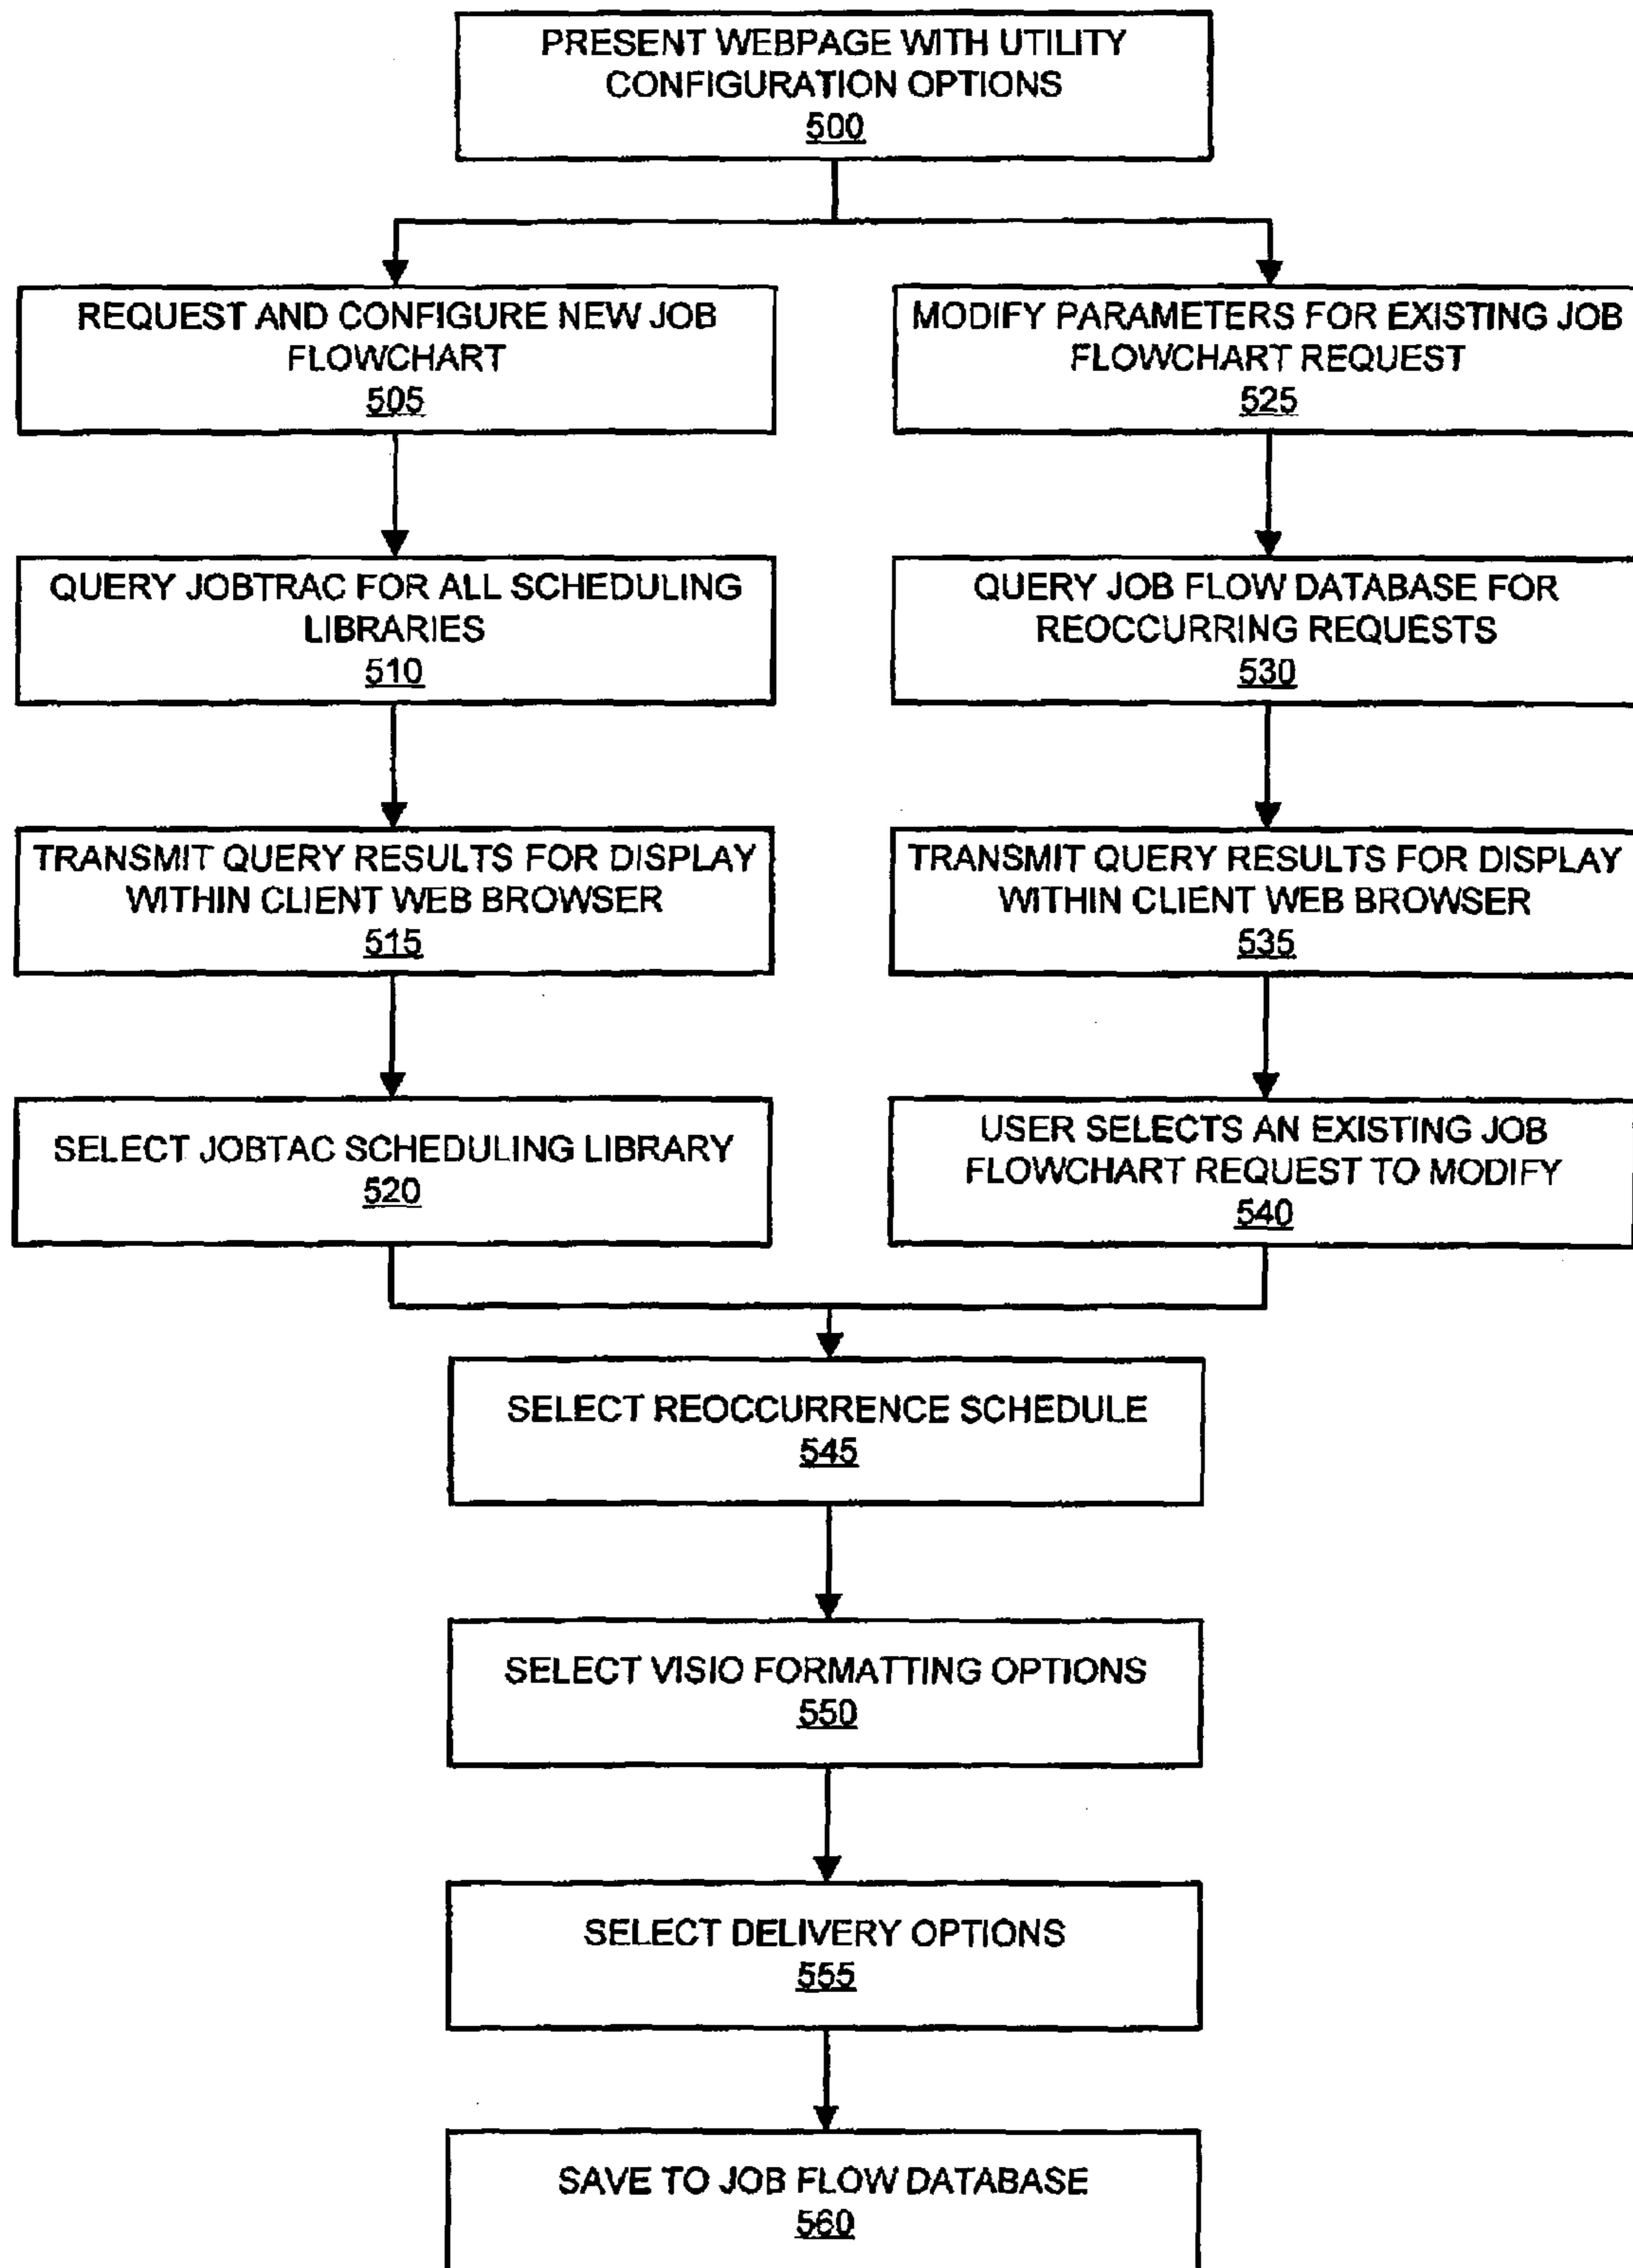 PRESENT WEBPAGE WITH UTILITY
CONFIGURATION OPTIONS
500
REQUEST AND CONFIGURE NEW JOB
FLOWCHART
505
MODIFY PARAMETERS FOR EXISTING JOB
FLOWCHART REQUEST
525
QUERY JOBTRAC FOR ALL SCHEDULING
LIBRARIES
510
QUERY JOB FLOW DATABASE FOR
REOCCURRING REQUESTS
530
TRANSMIT QUERY RESULTS FOR DISPLAY
WITHIN CLIENT WEB BROWSER
515
TRANSMIT QUERY RESULTS FOR DISPLAY
WITHIN CLIENT WEB BROWSER
535
SELECT JOBTAC SCHEDULING LIBRARY
520
USER SELECTS AN EXISTING JOB
FLOWCHART REQUEST TO MODIFY
540
SELECT REOCCURRENCE SCHEDULE
545
SELECT VISIO FORMATTING OPTIONS
550
SELECT DELIVERY OPTIONS
555
SAVE TO JOB FLOW DATABASE
560